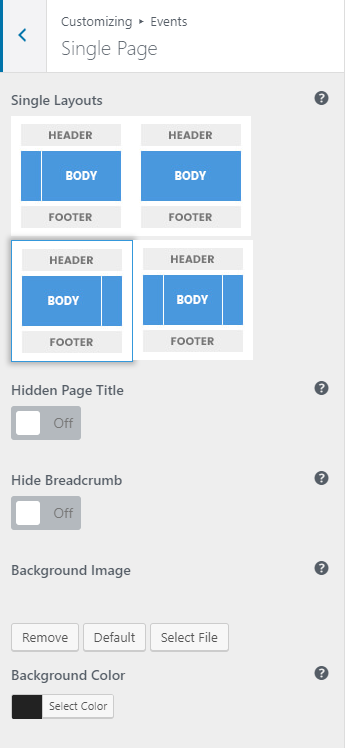 Customizing ▸ Events
Single Page
Single Layouts
HEADER HEADER
BODY BODY
FOOTER FOOTER
HEADER HEADER
BODY BODY
FOOTER FOOTER
Hidden Page Title
Off
Hide Breadcrumb
Off
Background Image
Remove Default Select File
Background Color
Select Color